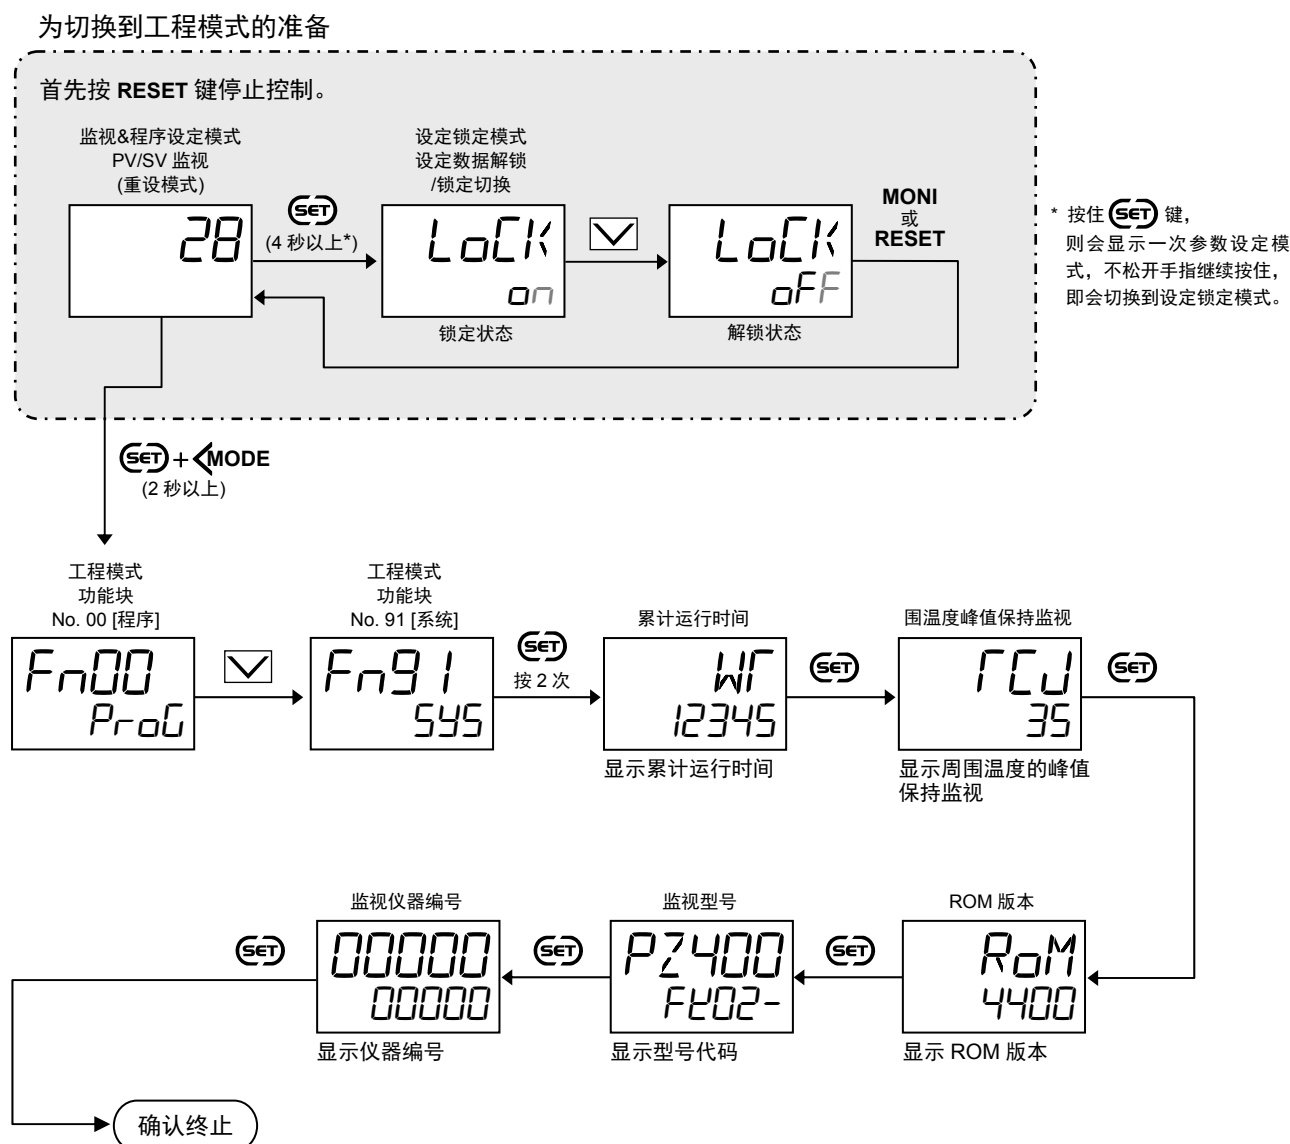 为切换到工程模式的准备
首先按 RESET 键停止控制。
监视&程序设定模式
PV/SV 监视
(重设模式)
28
SET
(4 秒以上*)
设定锁定模式
设定数据解锁
/锁定切换
LoCK
on
锁定状态
LoCK
oFF
解锁状态
MONI
或
RESET
* 按住 SET 键,
则会显示一次参数设定模
式，不松开手指继续按住，
即会切换到设定锁定模式。
SET + MODE
(2 秒以上)
工程模式
功能块
No. 00 [程序]
Fn00
ProG
工程模式
功能块
No. 91 [系统]
Fn91
SYS
SET
按 2 次
累计运行时间
WT
12345
显示累计运行时间
SET
围温度峰值保持监视
TCJ
35
显示周围温度的峰值
保持监视
SET
ROM 版本
RoM
4400
显示 ROM 版本
SET
监视型号
PZ400
FK02-
显示型号代码
SET
监视仪器编号
00000
00000
显示仪器编号
SET
确认终止